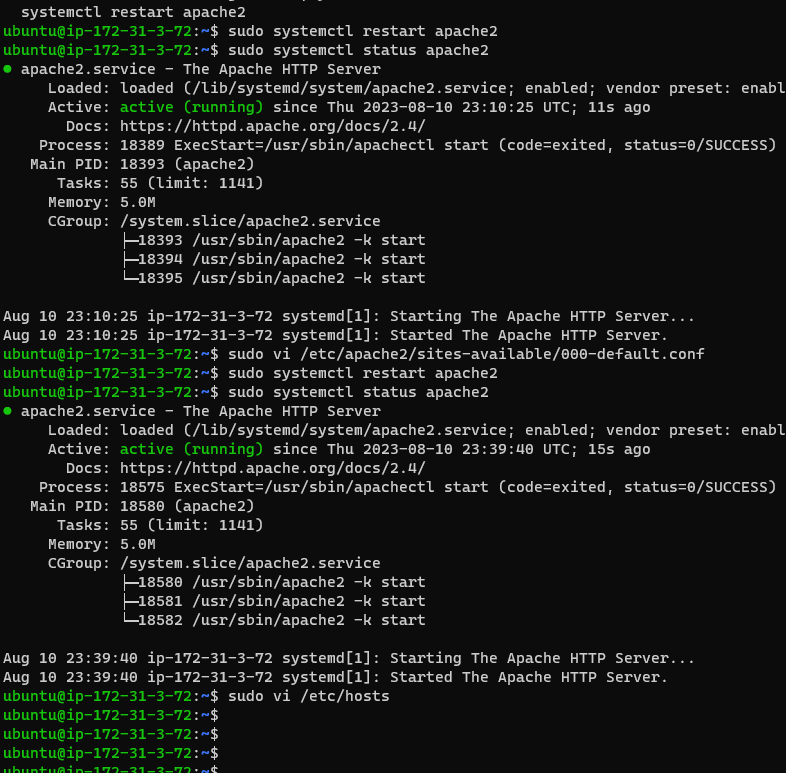 systemctl restart apache2
ubuntu@ip-172-31-3-72:~$ sudo systemctl restart apache2
ubuntu@ip-172-31-3-72:~$ sudo systemctl status apache2
● apache2.service - The Apache HTTP Server
Loaded: loaded (/lib/systemd/system/apache2.service; enabled; vendor preset: enabl
Active: active (running) since Thu 2023-08-10 23:10:25 UTC; 11s ago
Docs: https://httpd.apache.org/docs/2.4/
Process: 18389 ExecStart=/usr/sbin/apachectl start (code=exited, status=0/SUCCESS)
Main PID: 18393 (apache2)
Tasks: 55 (limit: 1141)
Memory: 5.0M
CGroup: /system.slice/apache2.service
├─18393 /usr/sbin/apache2 -k start
├─18394 /usr/sbin/apache2 -k start
└─18395 /usr/sbin/apache2 -k start
Aug 10 23:10:25 ip-172-31-3-72 systemd[1]: Starting The Apache HTTP Server...
Aug 10 23:10:25 ip-172-31-3-72 systemd[1]: Started The Apache HTTP Server.
ubuntu@ip-172-31-3-72:~$ sudo vi /etc/apache2/sites-available/000-default.conf
ubuntu@ip-172-31-3-72:~$ sudo systemctl restart apache2
ubuntu@ip-172-31-3-72:~$ sudo systemctl status apache2
● apache2.service - The Apache HTTP Server
Loaded: loaded (/lib/systemd/system/apache2.service; enabled; vendor preset: enabl
Active: active (running) since Thu 2023-08-10 23:39:40 UTC; 15s ago
Docs: https://httpd.apache.org/docs/2.4/
Process: 18575 ExecStart=/usr/sbin/apachectl start (code=exited, status=0/SUCCESS)
Main PID: 18580 (apache2)
Tasks: 55 (limit: 1141)
Memory: 5.0M
CGroup: /system.slice/apache2.service
├─18580 /usr/sbin/apache2 -k start
├─18581 /usr/sbin/apache2 -k start
└─18582 /usr/sbin/apache2 -k start
Aug 10 23:39:40 ip-172-31-3-72 systemd[1]: Starting The Apache HTTP Server...
Aug 10 23:39:40 ip-172-31-3-72 systemd[1]: Started The Apache HTTP Server.
ubuntu@ip-172-31-3-72:~$ sudo vi /etc/hosts
ubuntu@ip-172-31-3-72:~$
ubuntu@ip-172-31-3-72:~$
ubuntu@ip-172-31-3-72:~$
ubuntu@ip-172-31-3-72:~$